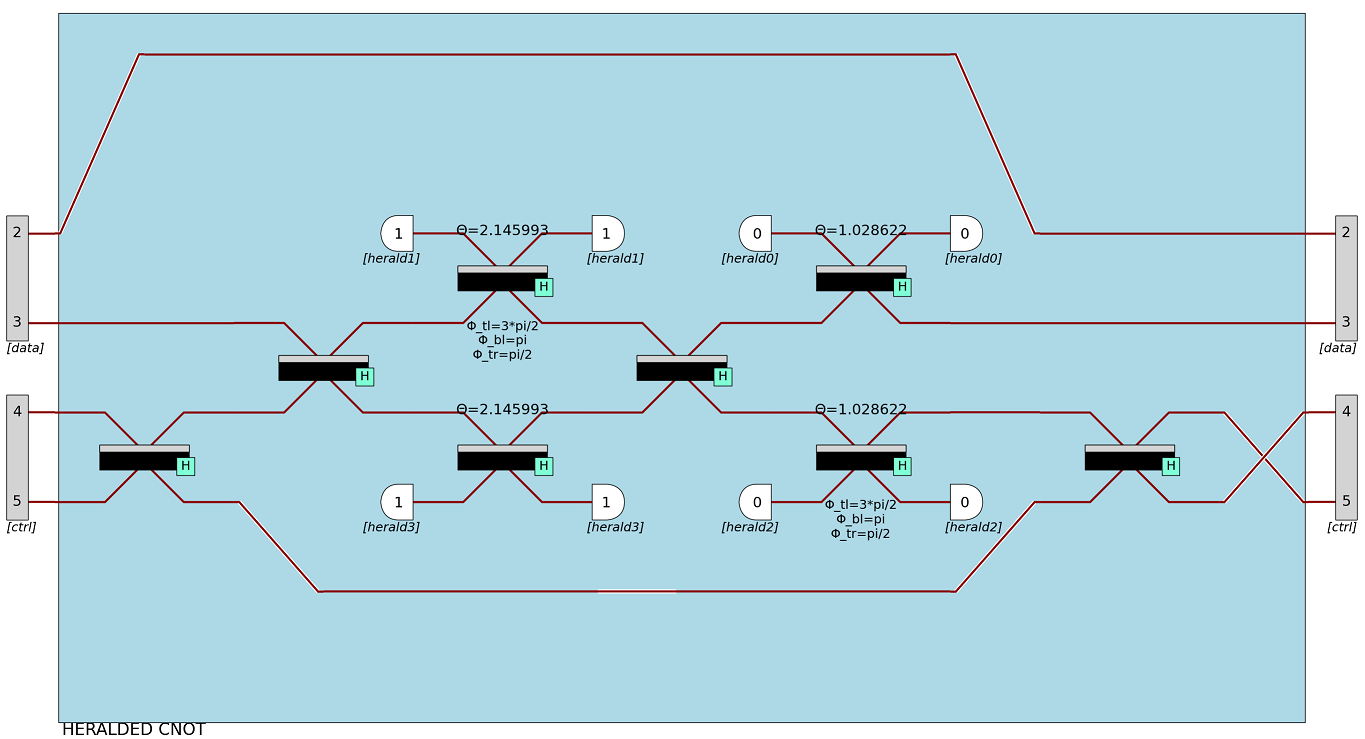 2
2
1
Θ=2.145993
1
0
Θ=1.028622
0
[herald1]
[herald1]
[herald0]
[herald0]
H
H
3
3
[data]
[data]
Φ_tl=3*pi/2
Φ_bl=pi
Φ_tr=pi/2
H
H
4
Θ=2.145993
Θ=1.028622
4
H
H
H
H
5
1
1
0
0
5
[ctrl]
[herald3]
[herald3]
[herald2]
[herald2]
[ctrl]
Φ_tl=3*pi/2
Φ_bl=pi
Φ_tr=pi/2
HERALDED CNOT